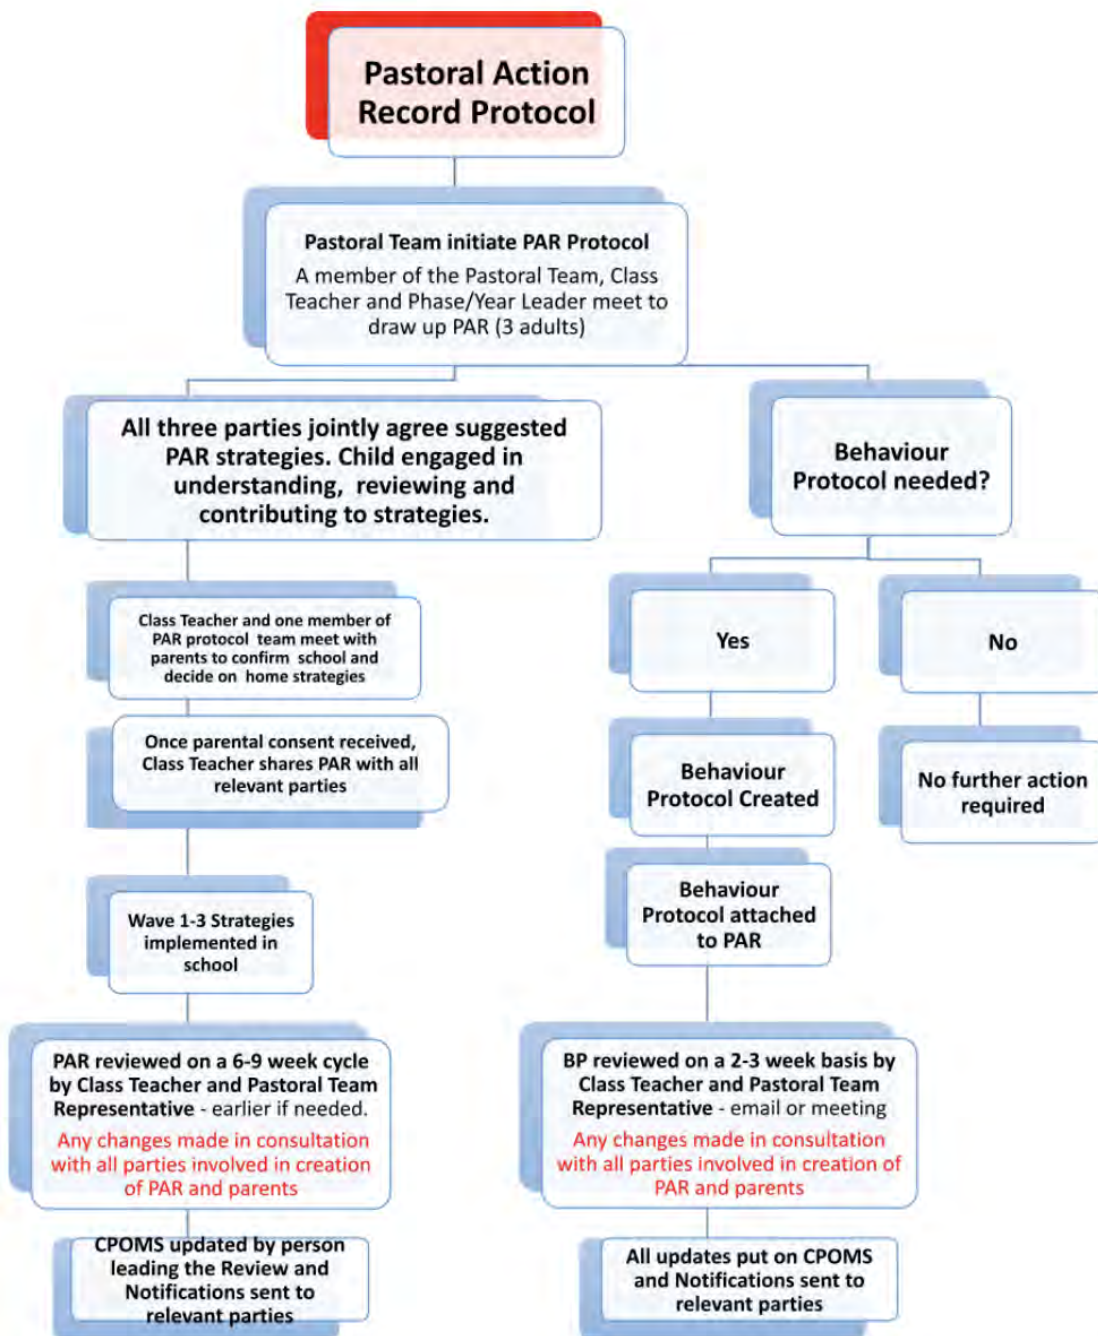 Pastoral Action
Record Protocol
Pastoral Team initiate PAR Protocol
A member of the Pastoral Team, Class
Teacher and Phase/Year Leader meet to
draw up PAR (3 adults)
All three parties jointly agree suggested
PAR strategies. Child engaged in
understanding, reviewing and
contributing to strategies.
Class Teacher and one member of
PAR protocol team meet with
parents to confirm school and
decide on home strategies
Once parental consent received,
Class Teacher shares PAR with all
relevant parties
Wave 1-3 Strategies
implemented in
school
PAR reviewed on a 6-9 week cycle
by Class Teacher and Pastoral Team
Representative - earlier if needed.
Any changes made in consultation
with all parties involved in creation
of PAR and parents
CPOMS updated by person
leading the Review and
Notifications sent to
relevant parties
Behaviour
Protocol needed?
Yes
Behaviour
Protocol Created
Behaviour
Protocol attached
to PAR
BP reviewed on a 2-3 week basis by
Class Teacher and Pastoral Team
Representative - email or meeting
Any changes made in consultation
with all parties involved in creation of
PAR and parents
All updates put on CPOMS
and Notifications sent to
relevant parties
No
No further action
required